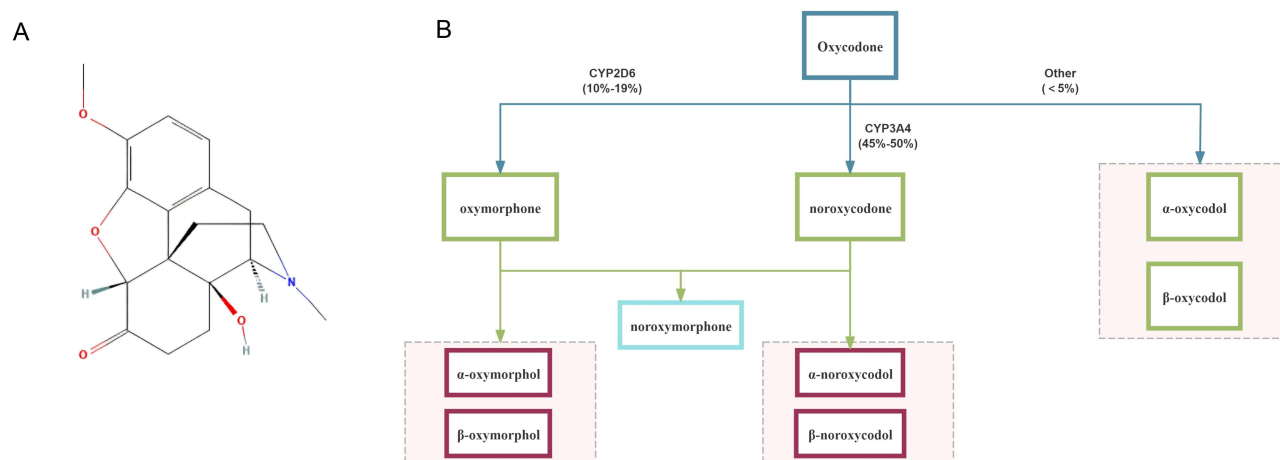 A
B
O
O
H
O
O
H
H
N
Oxycodone
CYP2D6
(10%-19%)
Other
( < 5%)
CYP3A4
(45%-50%)
oxymorphone
noroxycodone
α-oxycodol
β-oxycodol
noroxymorphone
α-oxymorphol
β-oxymorphol
α-noroxycodol
β-noroxycodol